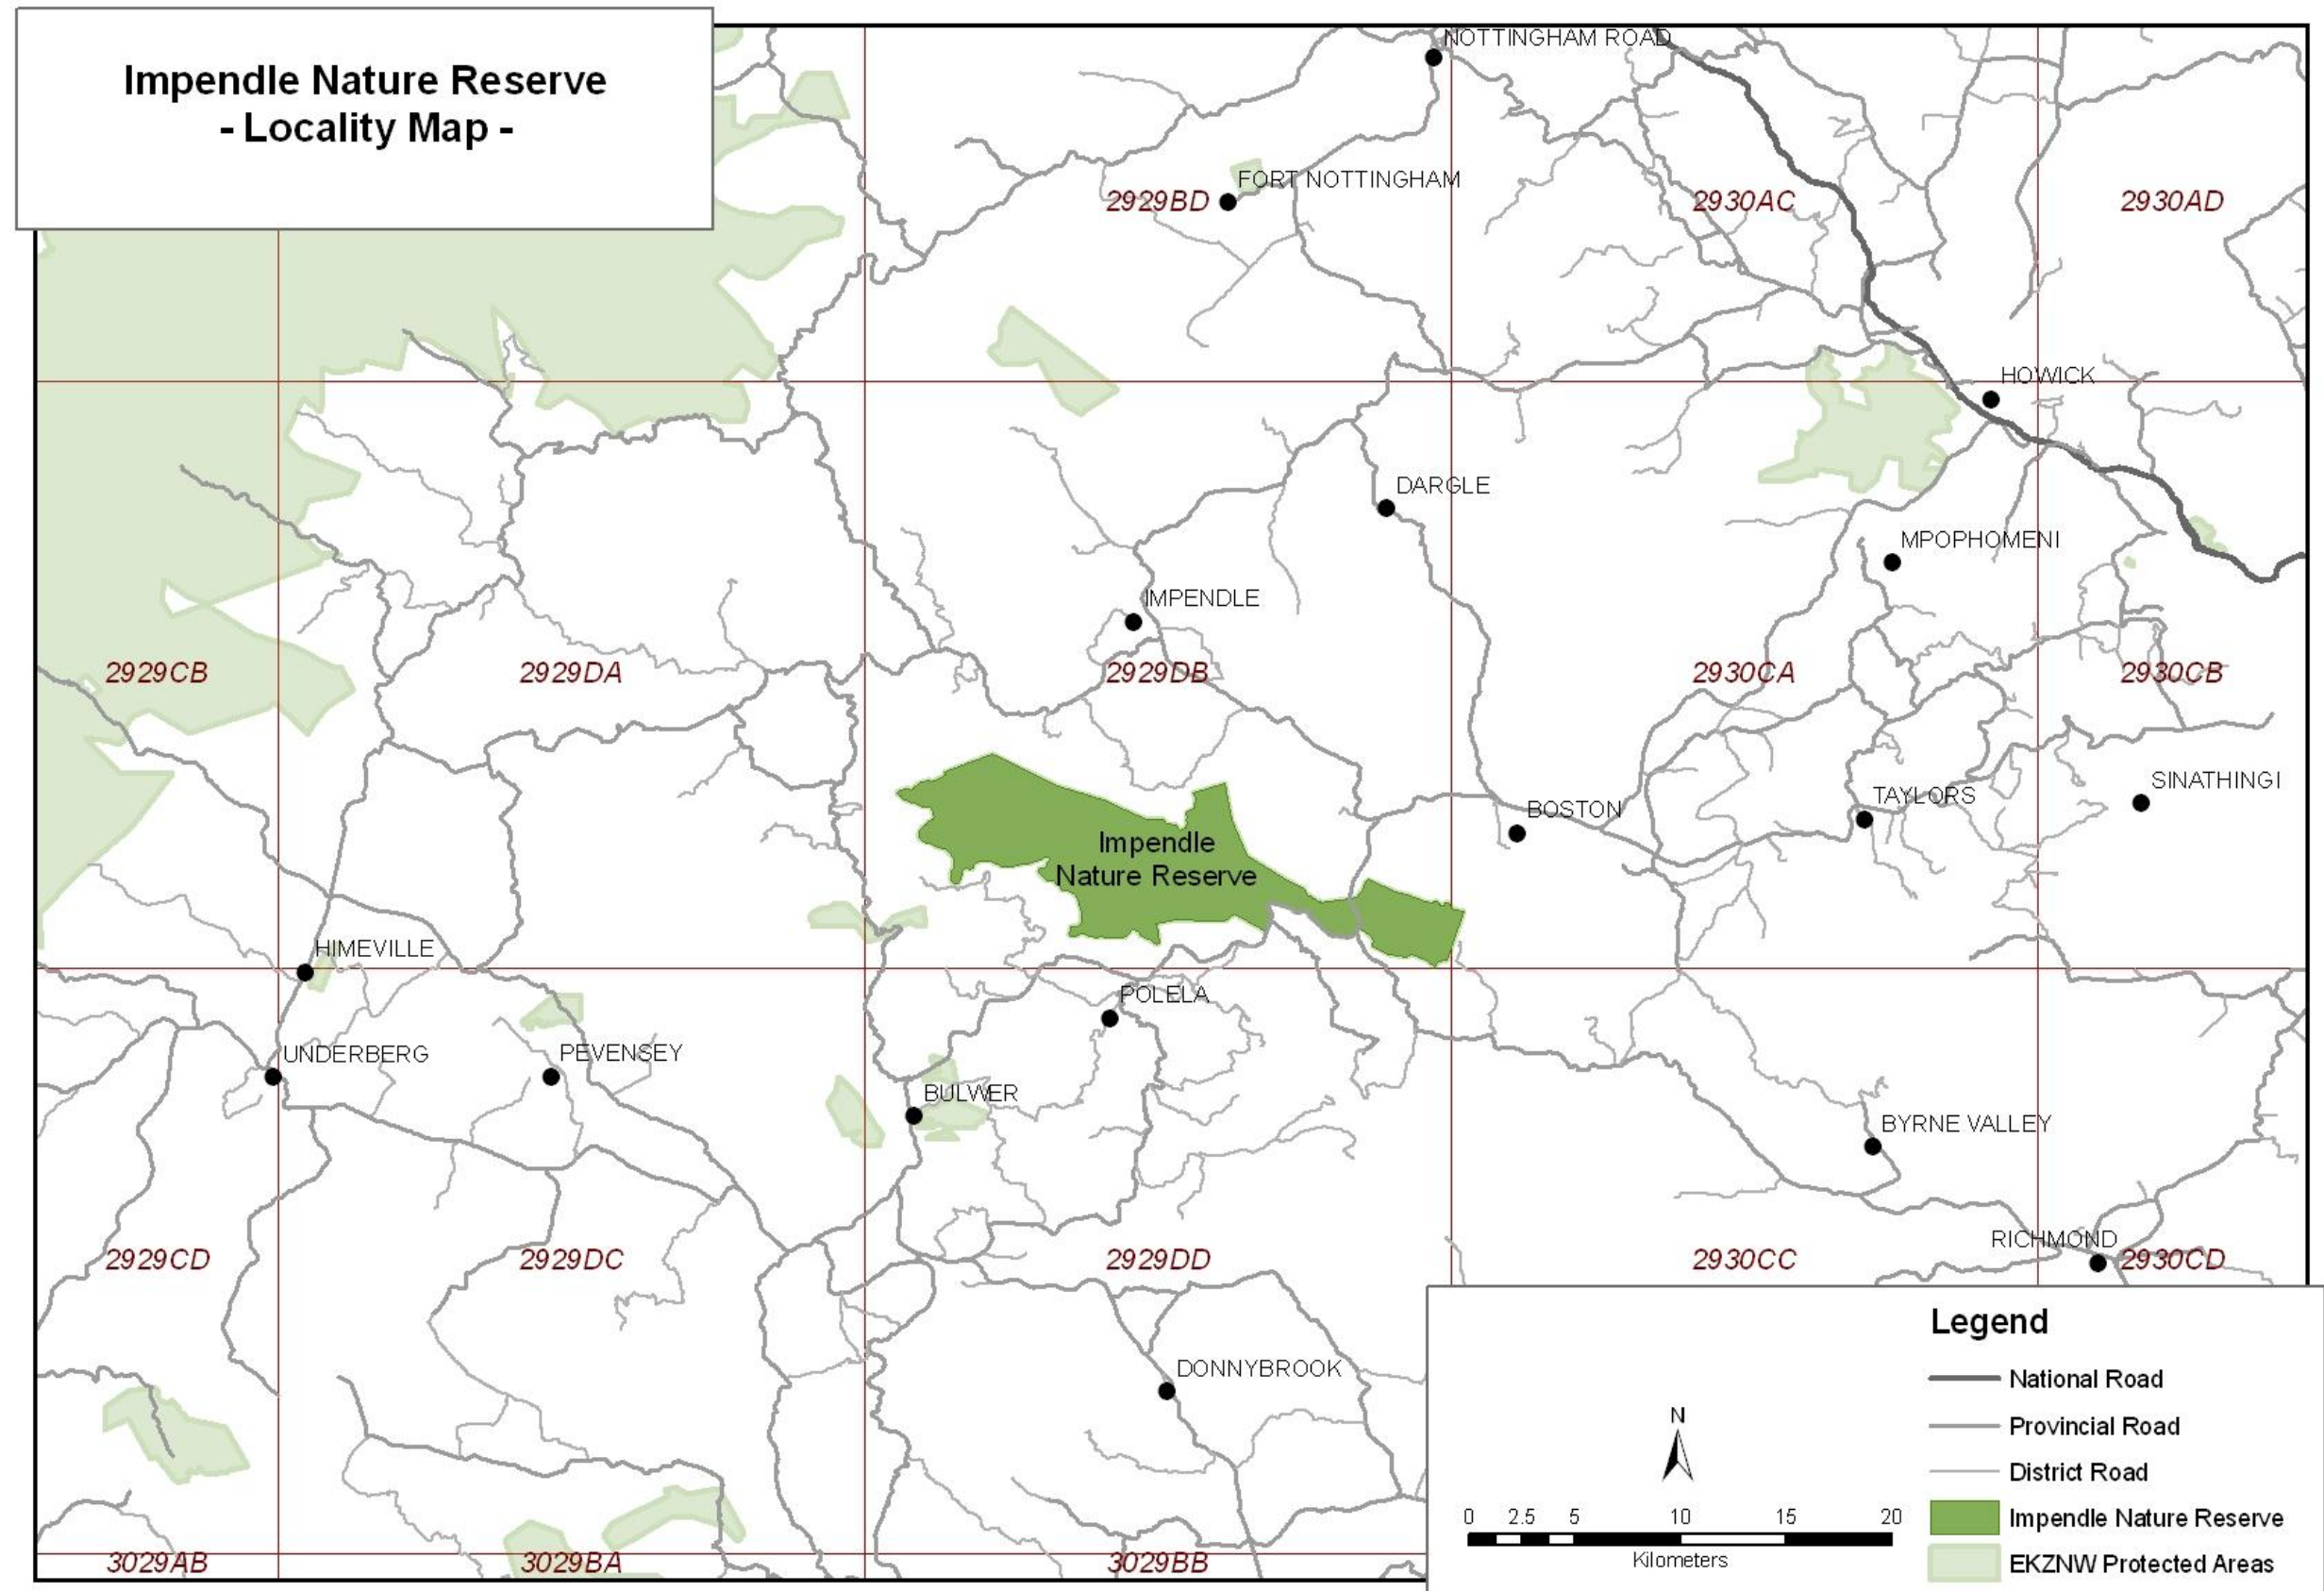 Impendle Nature Reserve
- Locality Map -
NOTTINGHAM ROAD
FORT NOTTINGHAM
2929BD
2930AC
2930AD
HOWICK
DARGLE
MPOPHOMENI
IMPENDLE
2929CB
2929DA
2929DB
2930CA
2930CB
SINATHINGI
TAYLORS
BOSTON
Impendle
Nature Reserve
HIMEVILLE
POLELA
UNDERBERG
PEVENSEY
BULWER
BYRNE VALLEY
RICHMOND
2929CD
2929DC
2929DD
2930CC
2930CD
DONNYBROOK
3029AB
3029BA
3029BB
Legend
National Road
Provincial Road
District Road
Impendle Nature Reserve
EKZNW Protected Areas
N
0 2.5 5 10 15 20
Kilometers